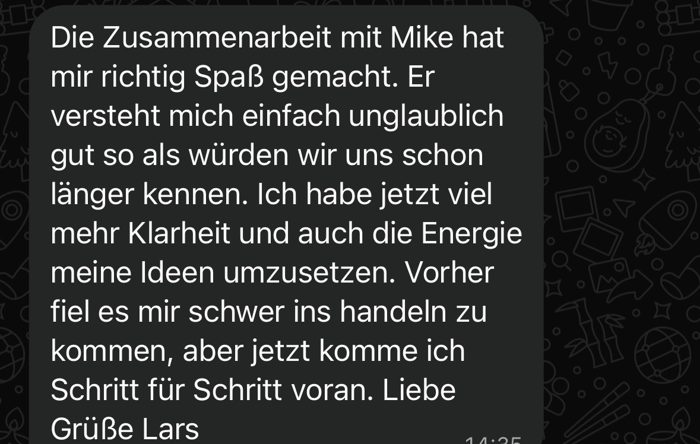 Die Zusammenarbeit mit Mike hat
mir richtig Spaß gemacht. Er
versteht mich einfach unglaublich
gut so als würden wir uns schon
länger kennen. Ich habe jetzt viel
mehr Klarheit und auch die Energie
meine Ideen umzusetzen. Vorher
fiel es mir schwer ins handeln zu
kommen, aber jetzt komme ich
Schritt für Schritt voran. Liebe
Grüße Lars